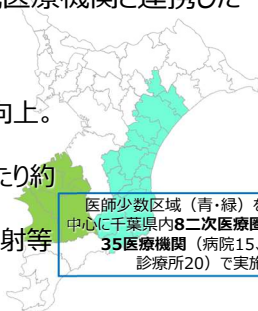 医療機関と連携した
向上。
たり約
射等
医師少数区域（青・緑）を
中心に千葉県内8二次医療圏
35医療機関（病院15、
診療所20）で実施